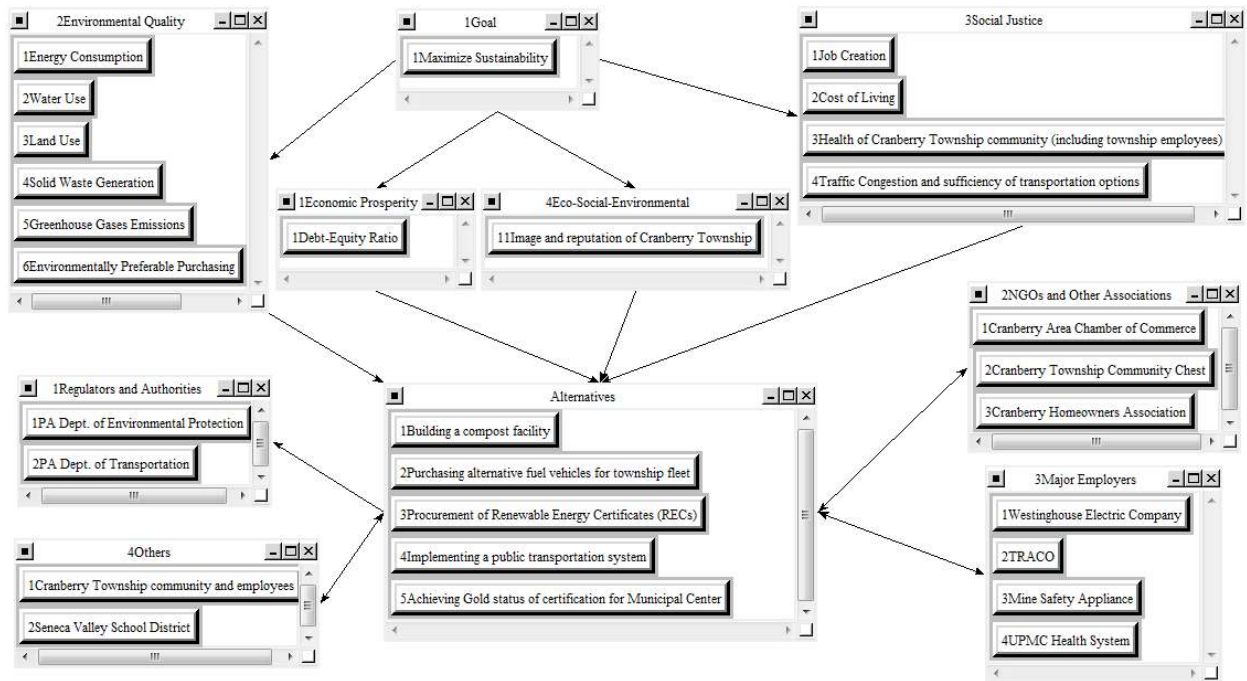 2Environmental Quality
1Energy Consumption
2Water Use
3Land Use
4Solid Waste Generation
5Greenhouse Gases Emissions
6Environmentally Preferable Purchasing
1Goal
1Maximize Sustainability
3Social Justice
1Job Creation
2Cost of Living
3Health of Cranberry Township community (including township employees)
4Traffic Congestion and sufficiency of transportation options
1Economic Prosperity
1Debt-Equity Ratio
4Eco-Social-Environmental
11Image and reputation of Cranberry Township
2NGOs and Other Associations
1Cranberry Area Chamber of Commerce
2Cranberry Township Community Chest
3Cranberry Homeowners Association
1Regulators and Authorities
1PA Dept. of Environmental Protection
2PA Dept. of Transportation
Alternatives
1Building a compost facility
2Purchasing alternative fuel vehicles for township fleet
3Procurement of Renewable Energy Certificates (RECs)
4Implementing a public transportation system
5Achieving Gold status of certification for Municipal Center
3Major Employers
1Westinghouse Electric Company
2TRACO
3Mine Safety Appliance
4UPMC Health System
4Others
1Cranberry Township community and employees
2Seneca Valley School District